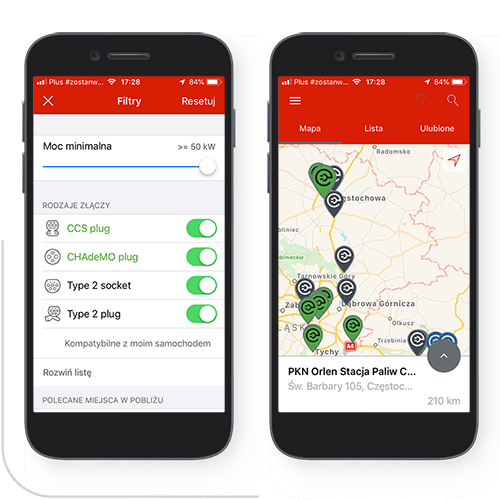 Plus #zostanw... 17:28 84%
Filtry
Resetuj
Moc minimalna >= 50 kW
RODZAJE ZŁĄCZY
CCS plug
CHAdeMO plug
Type 2 socket
Type 2 plug
Kompatybilne z moim samochodem
Rozwiń listę
POLECANE MIEJSCA W POBLIŻU
Plus #zostanw... 17:28 84%
Mapa Lista Ulubione
Radomsko
Tarnowskie Góry
Dąbrowa Górnicza
Olkusz
Trzebinia
Tychy
A4
PKN Orlen Stacja Paliw C...
Św. Barbary 105, Częstoc...
210 km